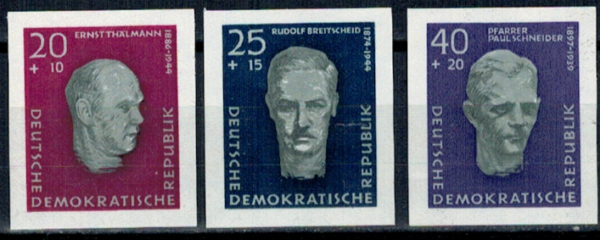 20
+ 10
ERNST THÄLMANN
1886-1944
DEUTSCHE
DEMOKRATISCHE
REPUBLIK
25
+ 15
RUDOLF BREITSCHEID
1874-1944
DEUTSCHE
DEMOKRATISCHE
REPUBLIK
40
+ 20
PFARRER
PAUL SCHNEIDER
1897-1939
DEUTSCHE
DEMOKRATISCHE
REPUBLIK